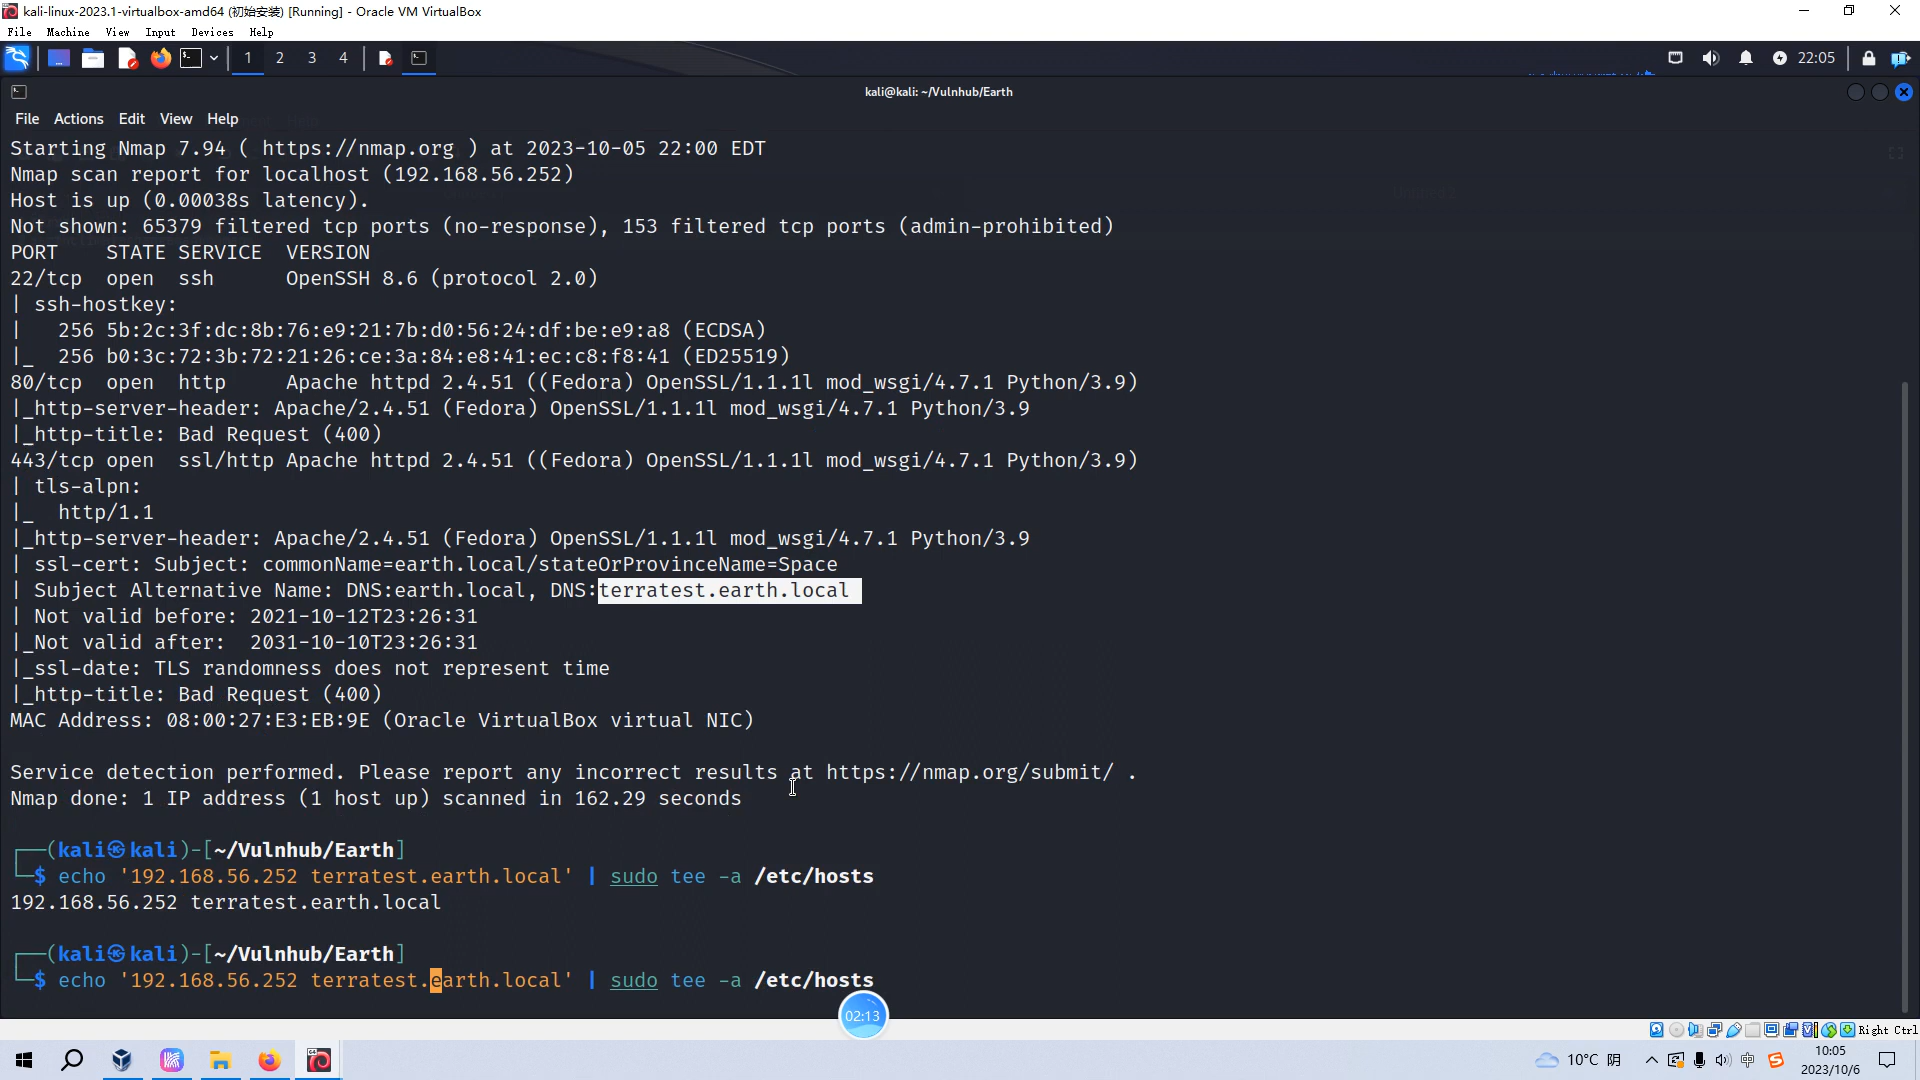 kali-linux-2023.1-virtualbox-amd64 (初始安装) [Running] - Oracle VM VirtualBox
File Machine View Input Devices Help
1 2 3 4 22:05
kali@kali: ~/Vulnhub/Earth
File Actions Edit View Help
Starting Nmap 7.94 ( https://nmap.org ) at 2023-10-05 22:00 EDT
Nmap scan report for localhost (192.168.56.252)
Host is up (0.00038s latency).
Not shown: 65379 filtered tcp ports (no-response), 153 filtered tcp ports (admin-prohibited)
PORT    STATE SERVICE  VERSION
22/tcp  open  ssh      OpenSSH 8.6 (protocol 2.0)
| ssh-hostkey:
|   256 5b:2c:3f:dc:8b:76:e9:21:7b:d0:56:24:df:be:e9:a8 (ECDSA)
|_  256 b0:3c:72:3b:72:21:26:ce:3a:84:e8:41:ec:c8:f8:41 (ED25519)
80/tcp  open  http     Apache httpd 2.4.51 ((Fedora) OpenSSL/1.1.1l mod_wsgi/4.7.1 Python/3.9)
|_http-server-header: Apache/2.4.51 (Fedora) OpenSSL/1.1.1l mod_wsgi/4.7.1 Python/3.9
|_http-title: Bad Request (400)
443/tcp open  ssl/http Apache httpd 2.4.51 ((Fedora) OpenSSL/1.1.1l mod_wsgi/4.7.1 Python/3.9)
| tls-alpn:
|_  http/1.1
|_http-server-header: Apache/2.4.51 (Fedora) OpenSSL/1.1.1l mod_wsgi/4.7.1 Python/3.9
| ssl-cert: Subject: commonName=earth.local/stateOrProvinceName=Space
| Subject Alternative Name: DNS:earth.local, DNS:terratest.earth.local
| Not valid before: 2021-10-12T23:26:31
|_Not valid after:  2031-10-10T23:26:31
|_ssl-date: TLS randomness does not represent time
|_http-title: Bad Request (400)
MAC Address: 08:00:27:E3:EB:9E (Oracle VirtualBox virtual NIC)
Service detection performed. Please report any incorrect results at https://nmap.org/submit/ .
Nmap done: 1 IP address (1 host up) scanned in 162.29 seconds
┌──(kali㉿kali)-[~/Vulnhub/Earth]
└─$ echo '192.168.56.252 terratest.earth.local' | sudo tee -a /etc/hosts
192.168.56.252 terratest.earth.local
┌──(kali㉿kali)-[~/Vulnhub/Earth]
└─$ echo '192.168.56.252 terratest.earth.local' | sudo tee -a /etc/hosts
02:13
Right Ctrl
10°C 阴 中 10:05
2023/10/6